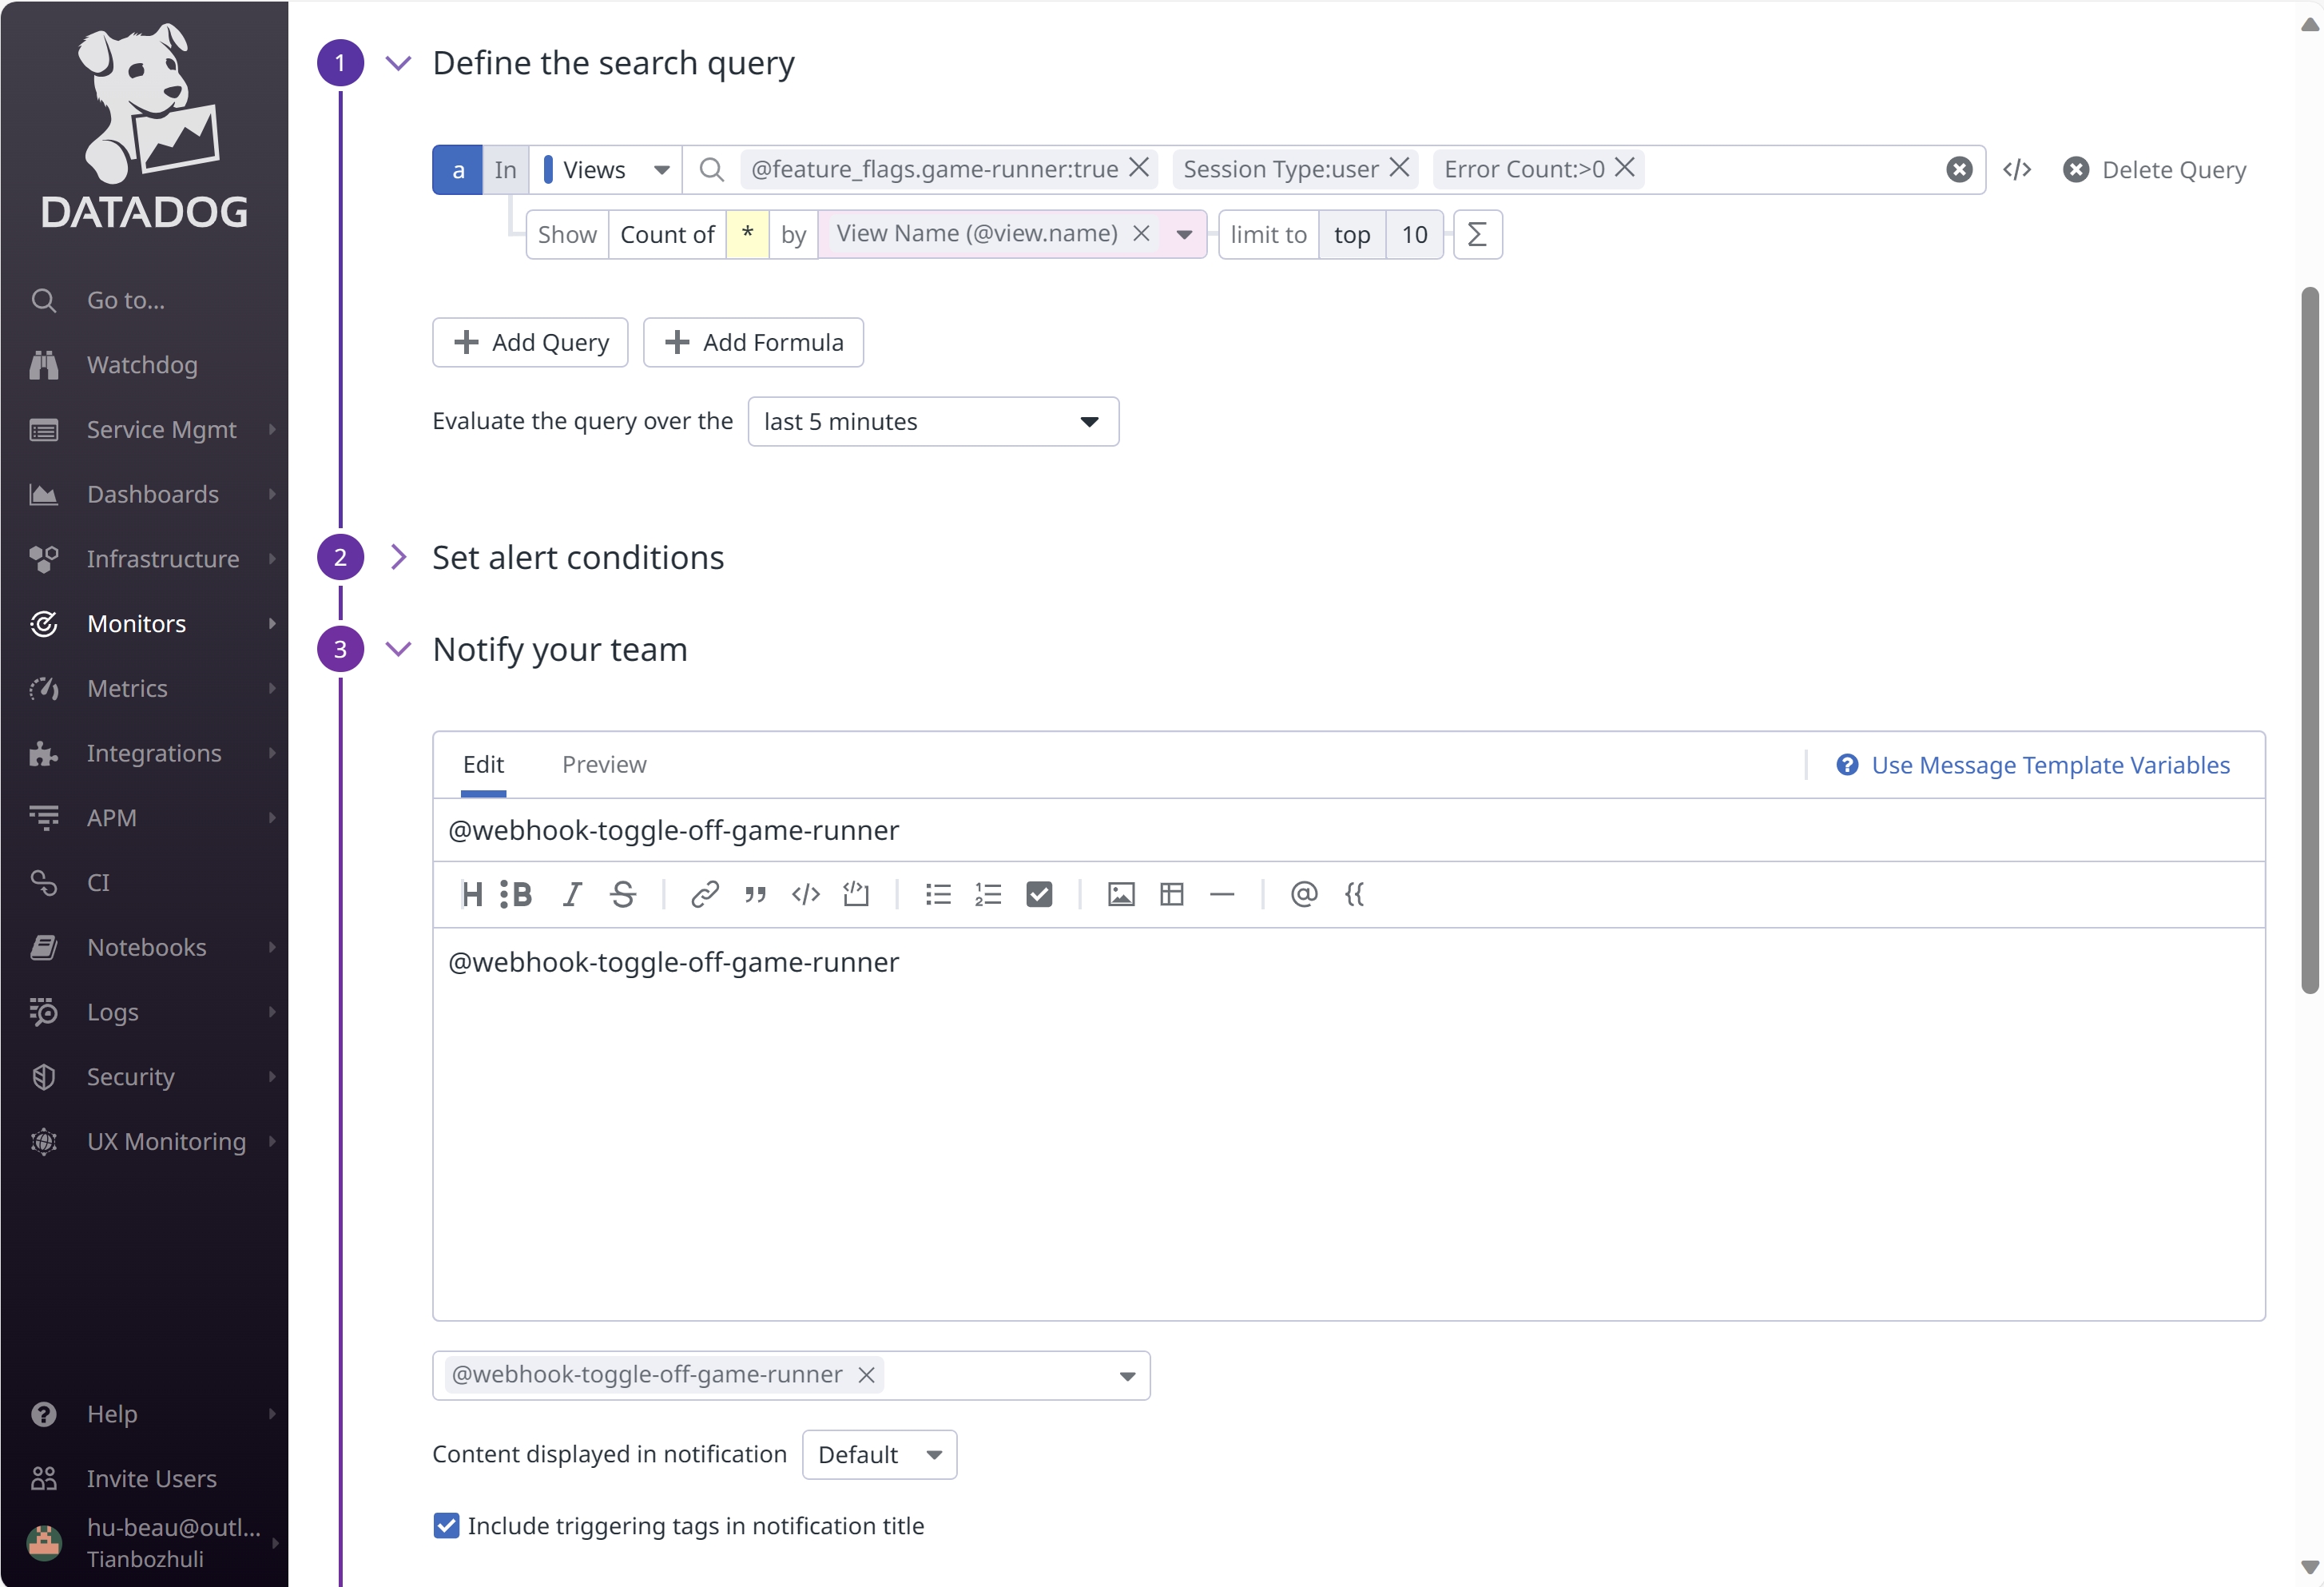 DATADOG
Go to...
Watchdog
Service Mgmt
Dashboards
Infrastructure
Monitors
Metrics
Integrations
APM
CI
Notebooks
Logs
Security
UX Monitoring
Help
Invite Users
hu-beau@outl...
Tianbozhuli
1 Define the search query
a In Views @feature_flags.game-runner:true Session Type:user Error Count:>0 Delete Query
Show Count of * by View Name (@view.name) limit to top 10 Σ
Add Query Add Formula
Evaluate the query over the last 5 minutes
2 Set alert conditions
3 Notify your team
Edit Preview Use Message Template Variables
@webhook-toggle-off-game-runner
H B I S @ {{
@webhook-toggle-off-game-runner
@webhook-toggle-off-game-runner
Content displayed in notification Default
Include triggering tags in notification title